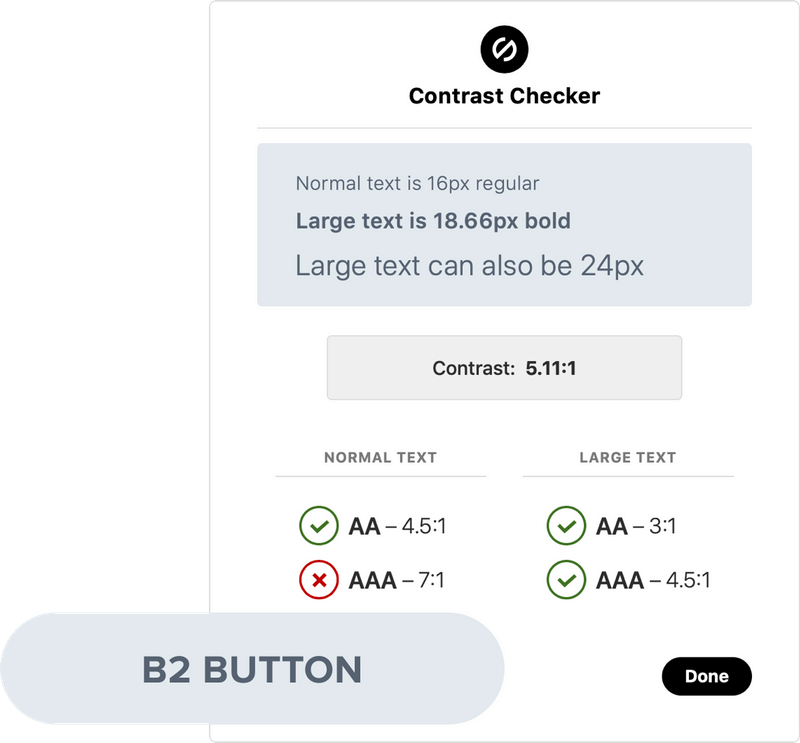 Contrast Checker
Normal text is 16px regular
Large text is 18.66px bold
Large text can also be 24px
Contrast: 5.11:1
NORMAL TEXT
AA – 4.5:1
AAA – 7:1
LARGE TEXT
AA – 3:1
AAA – 4.5:1
B2 BUTTON
Done